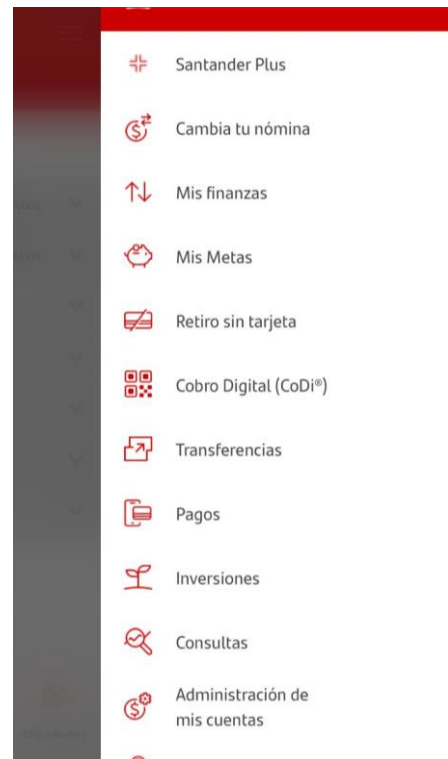 Santander Plus
Cambia tu nómina
Mis finanzas
Mis Metas
Retiro sin tarjeta
Cobro Digital (CoDi®)
Transferencias
Pagos
Inversiones
Consultas
Administración de
mis cuentas